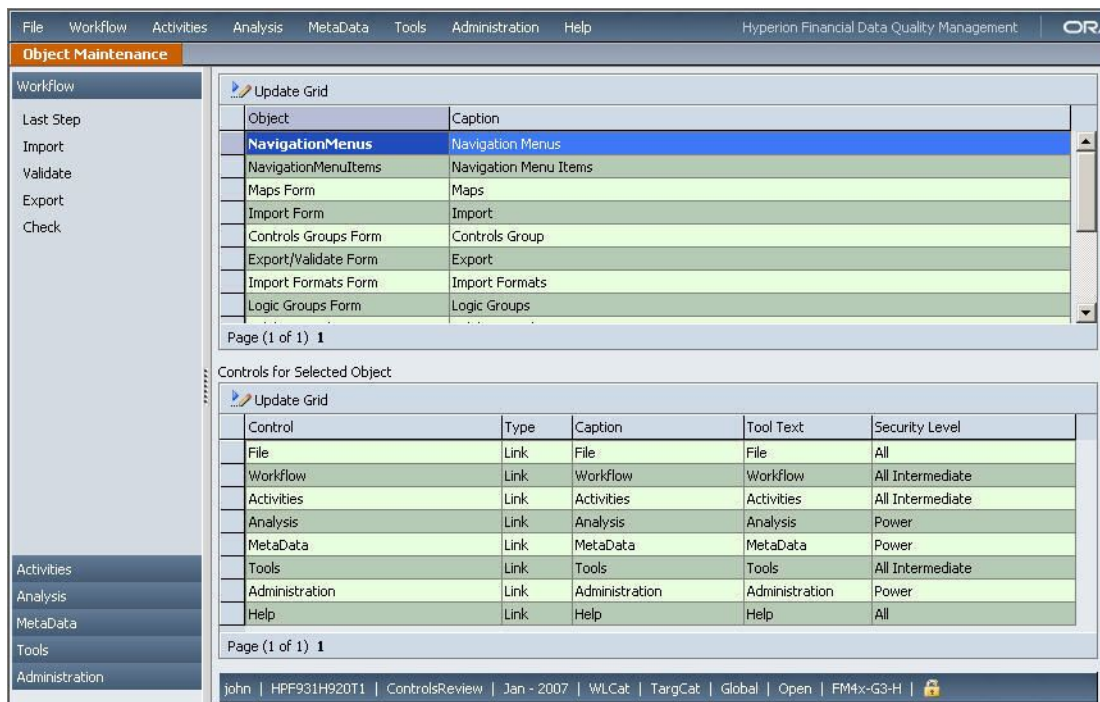 File Workflow Activities Analysis MetaData Tools Administration Help Hyperion Financial Data Quality Management
Object Maintenance
Workflow
Last Step
Import
Validate
Export
Check
Activities
Analysis
MetaData
Tools
Administration
Update Grid
Object Caption
NavigationMenus Navigation Menus
NavigationMenuItems Navigation Menu Items
Maps Form Maps
Import Form Import
Controls Groups Form Controls Group
Export/Validate Form Export
Import Formats Form Import Formats
Logic Groups Form Logic Groups
Page (1 of 1) 1
Controls for Selected Object
Update Grid
Control Type Caption Tool Text Security Level
File Link File File All
Workflow Link Workflow Workflow All Intermediate
Activities Link Activities Activities All Intermediate
Analysis Link Analysis Analysis Power
MetaData Link MetaData MetaData Power
Tools Link Tools Tools All Intermediate
Administration Link Administration Administration Power
Help Link Help Help All
Page (1 of 1) 1
john | HPF931H920T1 | ControlsReview | Jan - 2007 | WLCat | TargCat | Global | Open | FM4x-G3-H |